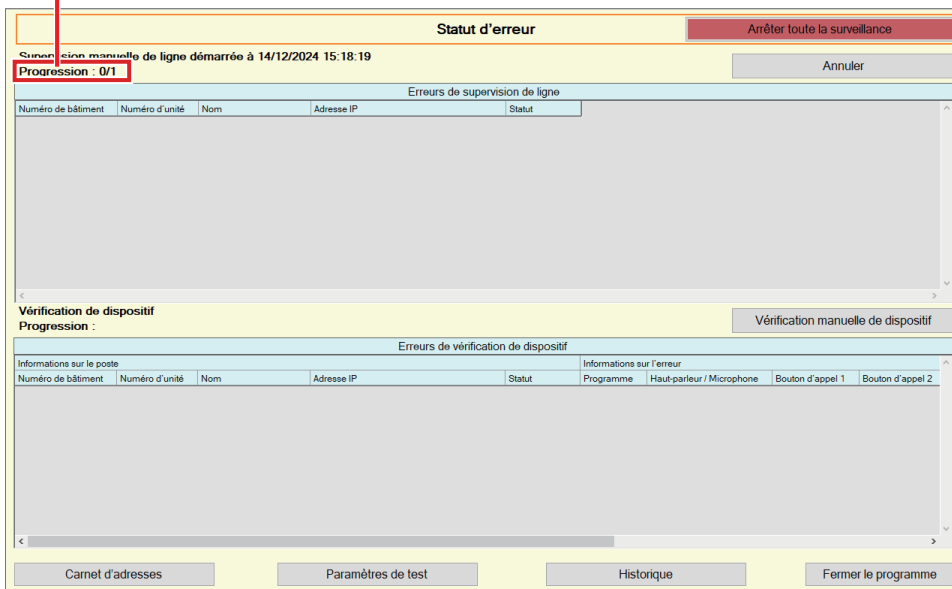 Statut d'erreur
Arrêter toute la surveillance
Supervision manuelle de ligne démarrée à 14/12/2024 15:18:19
Progression : 0/1
Annuler
Erreurs de supervision de ligne
Numéro de bâtiment Numéro d'unité Nom Adresse IP Statut
Vérification de dispositif
Progression :
Vérification manuelle de dispositif
Erreurs de vérification de dispositif
Informations sur le poste Informations sur l'erreur
Numéro de bâtiment Numéro d'unité Nom Adresse IP Statut Programme Haut-parleur / Microphone Bouton d'appel 1 Bouton d'appel 2
Carnet d'adresses Paramètres de test Historique Fermer le programme